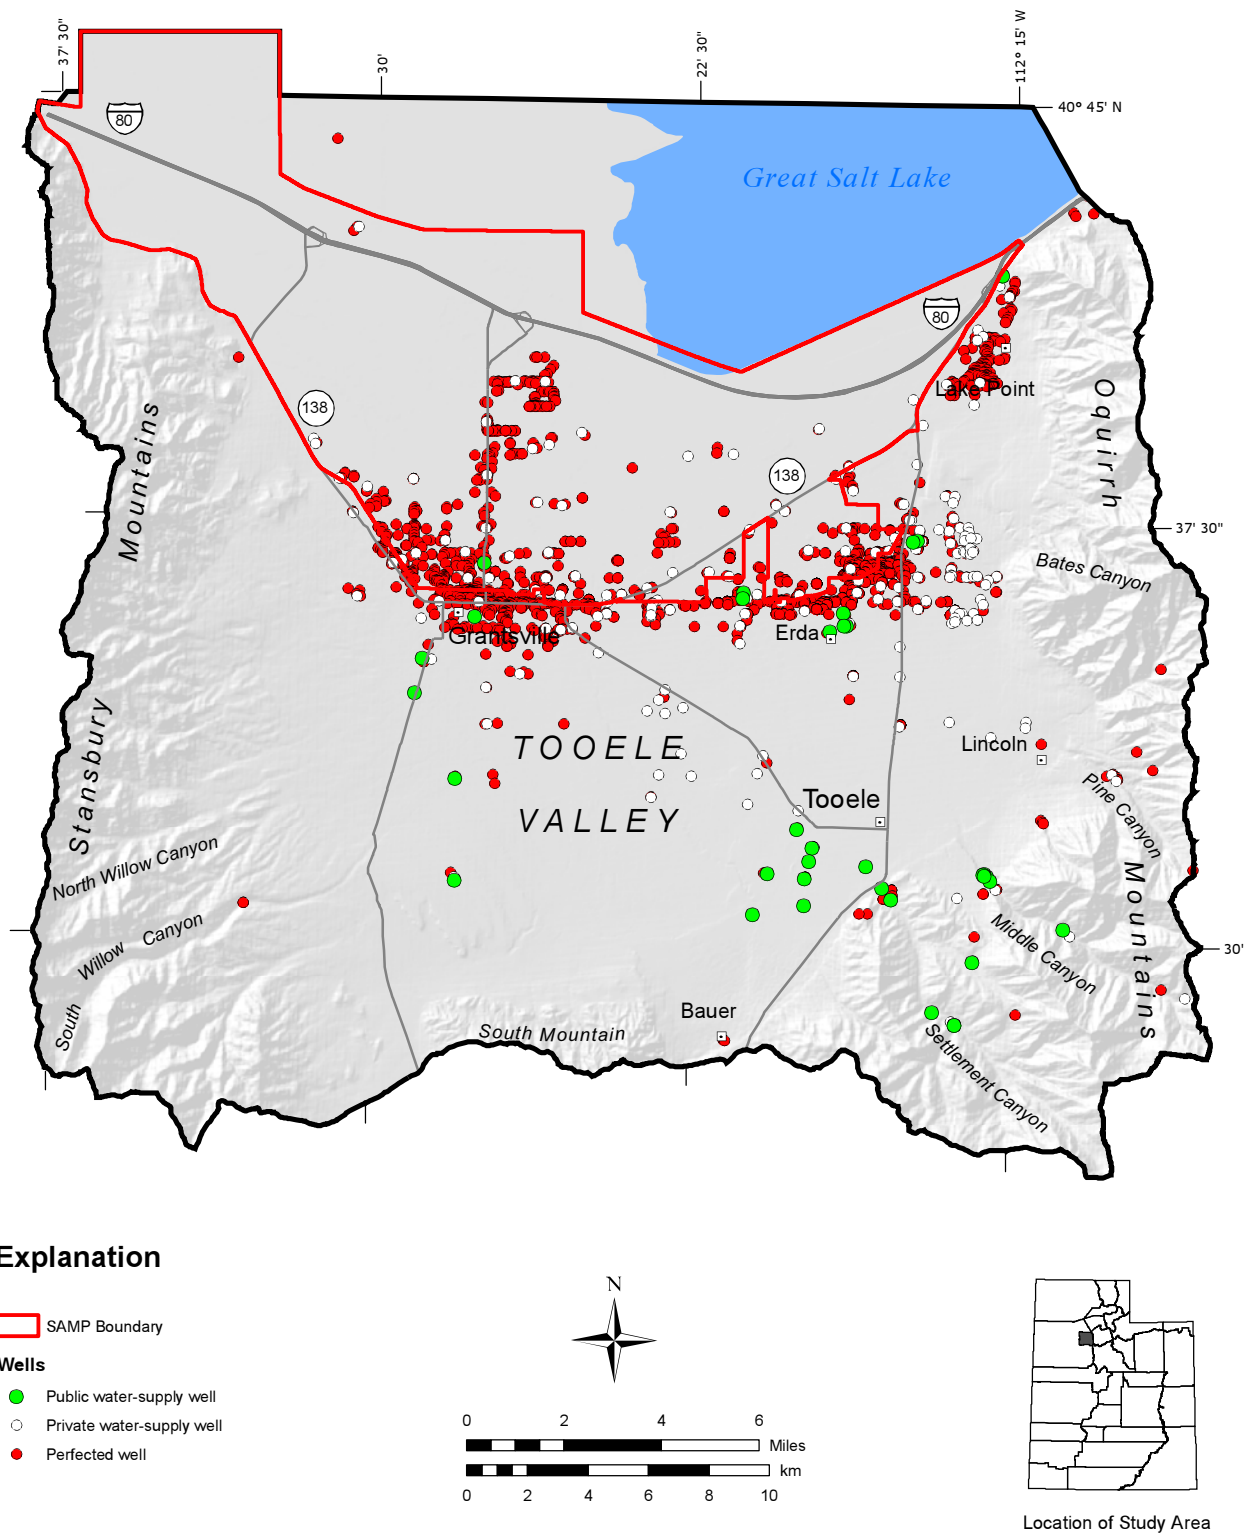 37' 30"
30'
22' 30"
112° 15' W
40° 45' N
80
Great Salt Lake
80
Lake Point
138
138
Oquirrh
Mountains
37' 30"
Bates Canyon
Grantsville
Erda
Stansbury
Lincoln
TOOELE
VALLEY
Tooele
Pine Canyon
North Willow Canyon
Mountains
South Willow Canyon
Middle Canyon
30'
Bauer
South Mountain
Settlement Canyon
Explanation
SAMP Boundary
Wells
Public water-supply well
Private water-supply well
Perfected well
N
0 2 4 6
Miles
km
0 2 4 6 8 10
Location of Study Area